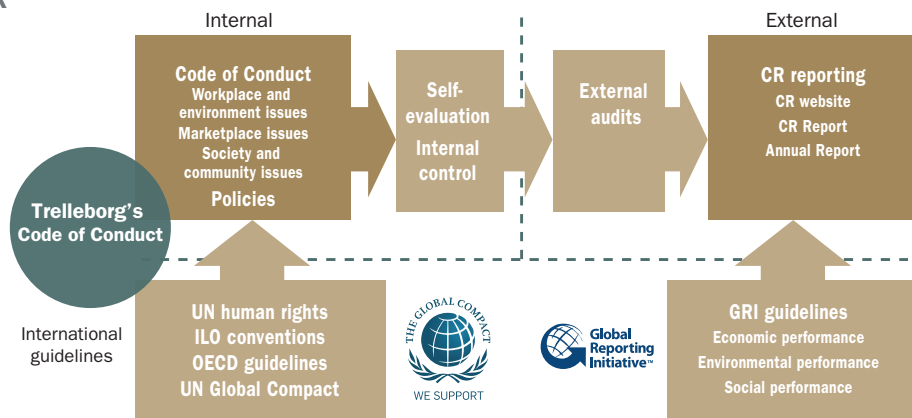 Internal
External
Code of Conduct
Workplace and
environment issues
Marketplace issues
Society and
community issues
Policies
Self-
evaluation
Internal
control
External
audits
CR reporting
CR website
CR Report
Annual Report
Trelleborg's
Code of Conduct
International
guidelines
UN human rights
ILO conventions
OECD guidelines
UN Global Compact
THE GLOBAL COMPACT
WE SUPPORT
Global
Reporting
Initiative™
GRI guidelines
Economic performance
Environmental performance
Social performance